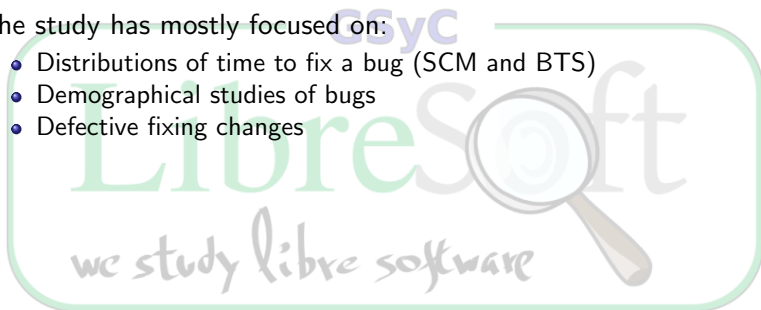 he study has mostly focused on:
GSyC
Distributions of time to fix a bug (SCM and BTS)
Demographical studies of bugs
Defective fixing changes
LibreSoft
we study libre software